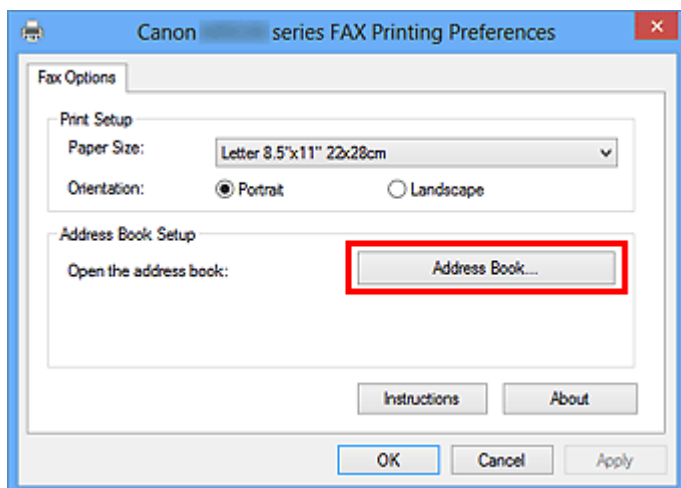 Canon series FAX Printing Preferences
Fax Options
Print Setup
Paper Size: Letter 8.5"x11" 22x28cm
Orientation: Portrait Landscape
Address Book Setup
Open the address book: Address Book...
Instructions About
OK Cancel Apply